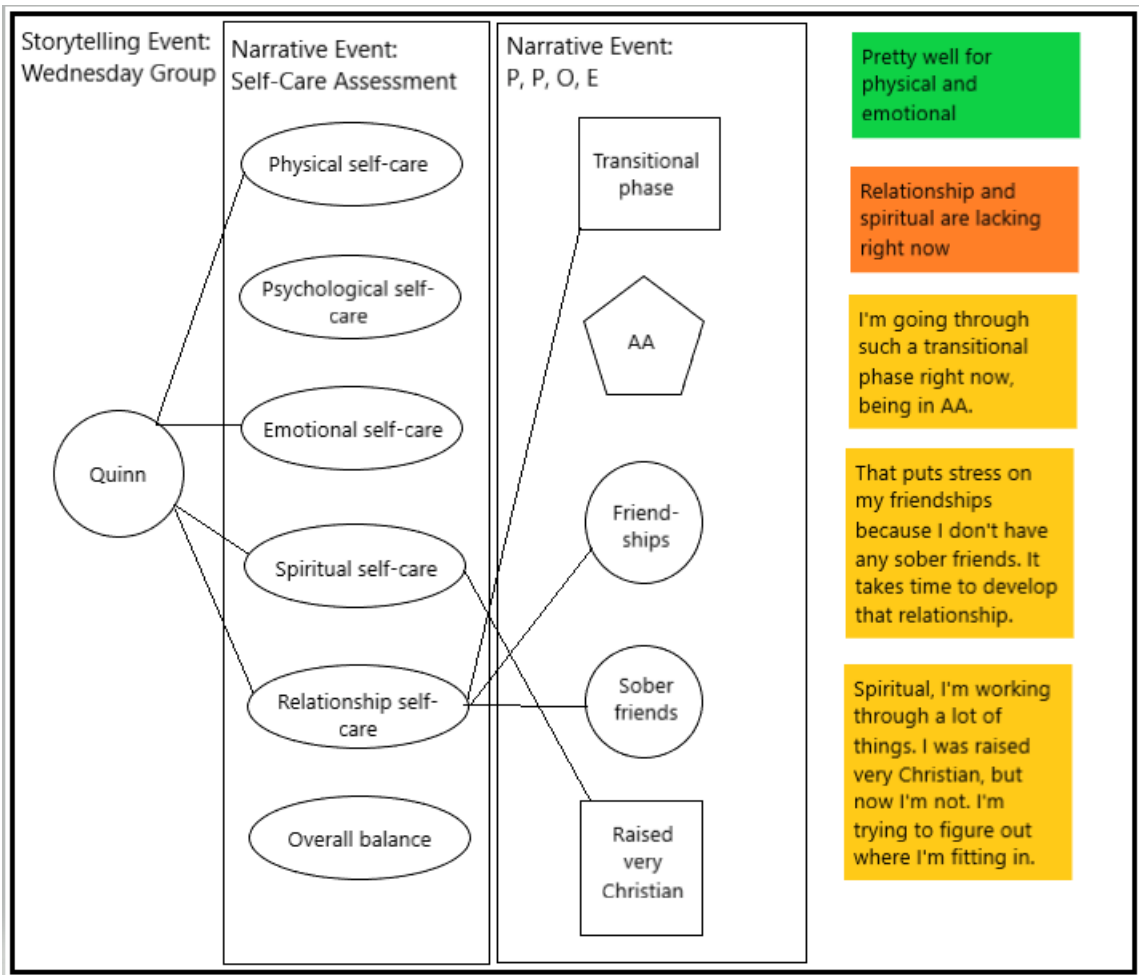 Storytelling Event:
Wednesday Group
Narrative Event:
Self-Care Assessment
Physical self-care
Psychological self-
care
Emotional self-care
Quinn
Spiritual self-care
Relationship self-
care
Overall balance
Narrative Event:
P, P, O, E
Transitional
phase
AA
Friend-
ships
Sober
friends
Raised
very
Christian
Pretty well for
physical and
emotional
Relationship and
spiritual are lacking
right now
I'm going through
such a transitional
phase right now,
being in AA.
That puts stress on
my friendships
because I don't have
any sober friends. It
takes time to develop
that relationship.
Spiritual, I'm working
through a lot of
things. I was raised
very Christian, but
now I'm not. I'm
trying to figure out
where I'm fitting in.